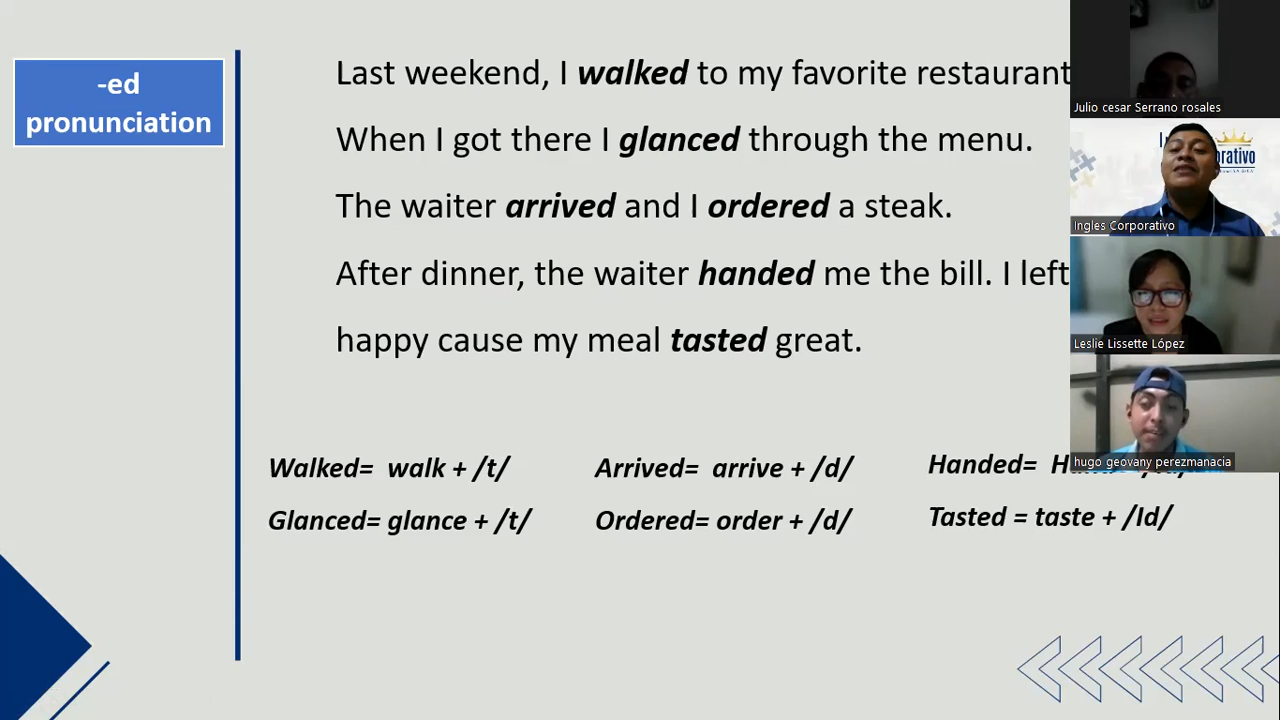 -ed
pronunciation
Last weekend, I walked to my favorite restaurant
When I got there I glanced through the menu.
The waiter arrived and I ordered a steak.
After dinner, the waiter handed me the bill. I left
happy cause my meal tasted great.
Walked= walk + /t/
Glanced= glance + /t/
Arrived= arrive + /d/
Ordered= order + /d/
Handed=
Tasted = taste + /Id/
Julio cesar Serrano rosales
Ingles Corporativo
Leslie Lissette López
hugo geovany perezmanacia